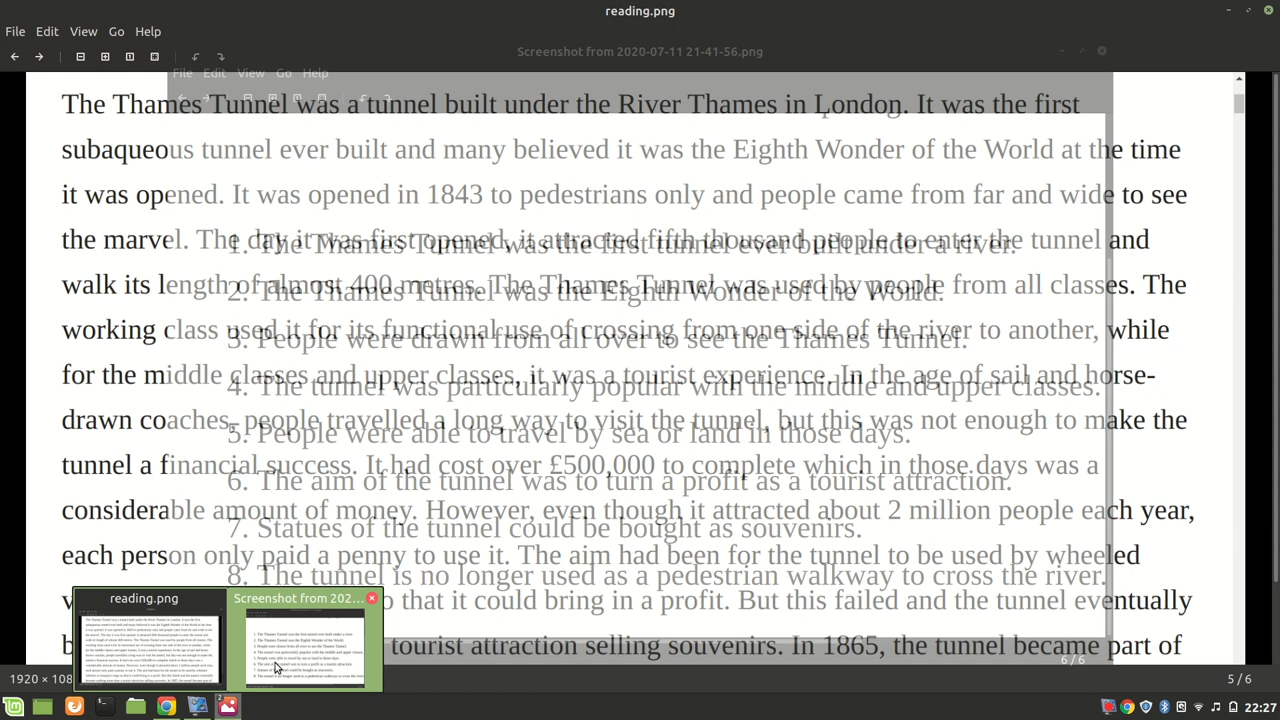 reading.png
File Edit View Go Help
Screenshot from 2020-07-11 21-41-56.png
File Edit View Go Help
The Thames Tunnel was a tunnel built under the River Thames in London. It was the first
subaqueous tunnel ever built and many believed it was the Eighth Wonder of the World at the time
it was opened. It was opened in 1843 to pedestrians only and people came from far and wide to see
the marvel. The day it was first opened, it attracted fifth thousand people to enter the tunnel and
1. The Thames Tunnel was the first tunnel ever built under a river.
walk its length of almost 400 metres. The Thames Tunnel was used by people from all classes. The
2. The Thames Tunnel was the Eighth Wonder of the World.
working class used it for its functional use of crossing from one side of the river to another, while
3. People were drawn from all over to see the Thames Tunnel.
for the middle classes and upper classes, it was a tourist experience. In the age of sail and horse-
4. The tunnel was particularly popular with the middle and upper classes.
drawn coaches, people travelled a long way to visit the tunnel, but this was not enough to make the
5. People were able to travel by sea or land in those days.
tunnel a financial success. It had cost over £500,000 to complete which in those days was a
6. The aim of the tunnel was to turn a profit as a tourist attraction.
considerable amount of money. However, even though it attracted about 2 million people each year,
7. Statues of the tunnel could be bought as souvenirs.
each person only paid a penny to use it. The aim had been for the tunnel to be used by wheeled
8. The tunnel is no longer used as a pedestrian walkway to cross the river.
so that it could bring in a profit. But this failed and the tunnel eventually
tourist attraction selling souvenirs. In the tunnel became part of
6/6
reading.png
Screenshot from 202...
1920 x 108
5 / 6
2
22:27